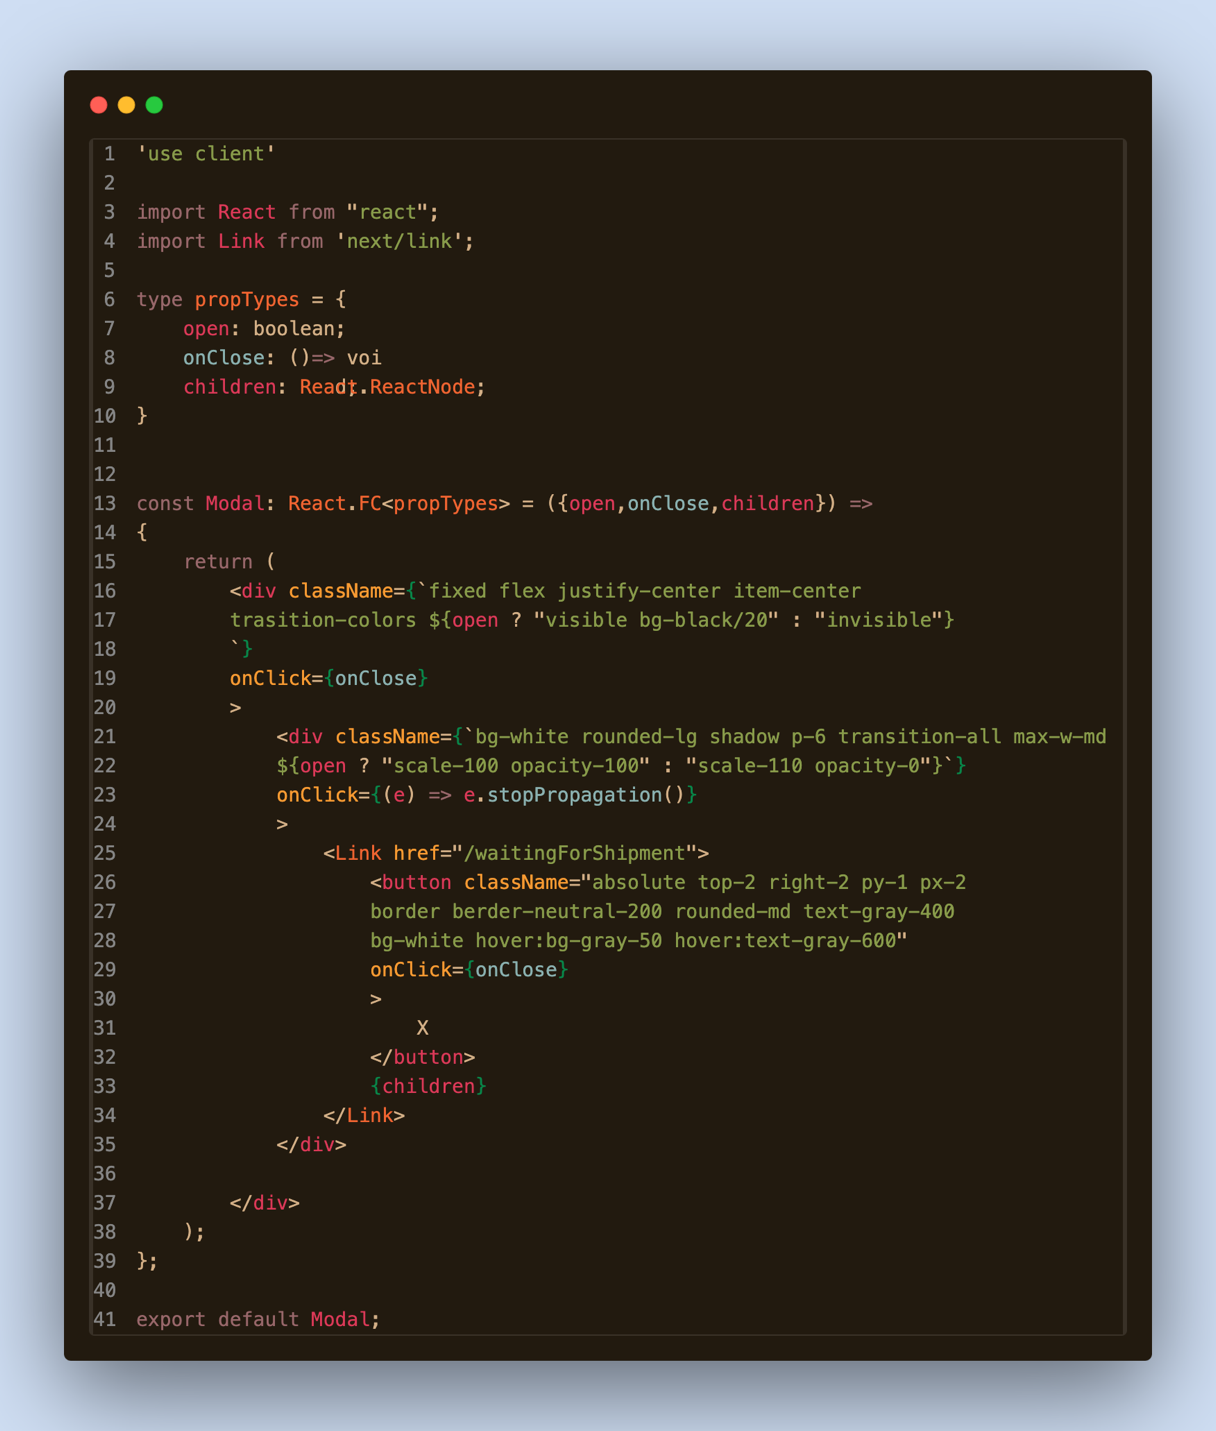 1 'use client'
2
3 import React from "react";
4 import Link from 'next/link';
5
6 type propTypes = {
7     open: boolean;
8     onClose: ()=> voi
9     children: React.ReactNode;
10 }
11
12
13 const Modal: React.FC<propTypes> = ({open,onClose,children}) =>
14 {
15     return (
16         <div className={`fixed flex justify-center item-center
17         trasition-colors ${open ? "visible bg-black/20" : "invisible"}
18         `}
19         onClick={onClose}
20         >
21             <div className={`bg-white rounded-lg shadow p-6 transition-all max-w-md
22             ${open ? "scale-100 opacity-100" : "scale-110 opacity-0"}`}
23             onClick={(e) => e.stopPropagation()}
24             >
25                 <Link href="/waitingForShipment">
26                     <button className="absolute top-2 right-2 py-1 px-2
27                     border berder-neutral-200 rounded-md text-gray-400
28                     bg-white hover:bg-gray-50 hover:text-gray-600"
29                     onClick={onClose}
30                     >
31                         X
32                     </button>
33                     {children}
34                 </Link>
35             </div>
36
37         </div>
38     );
39 };
40
41 export default Modal;